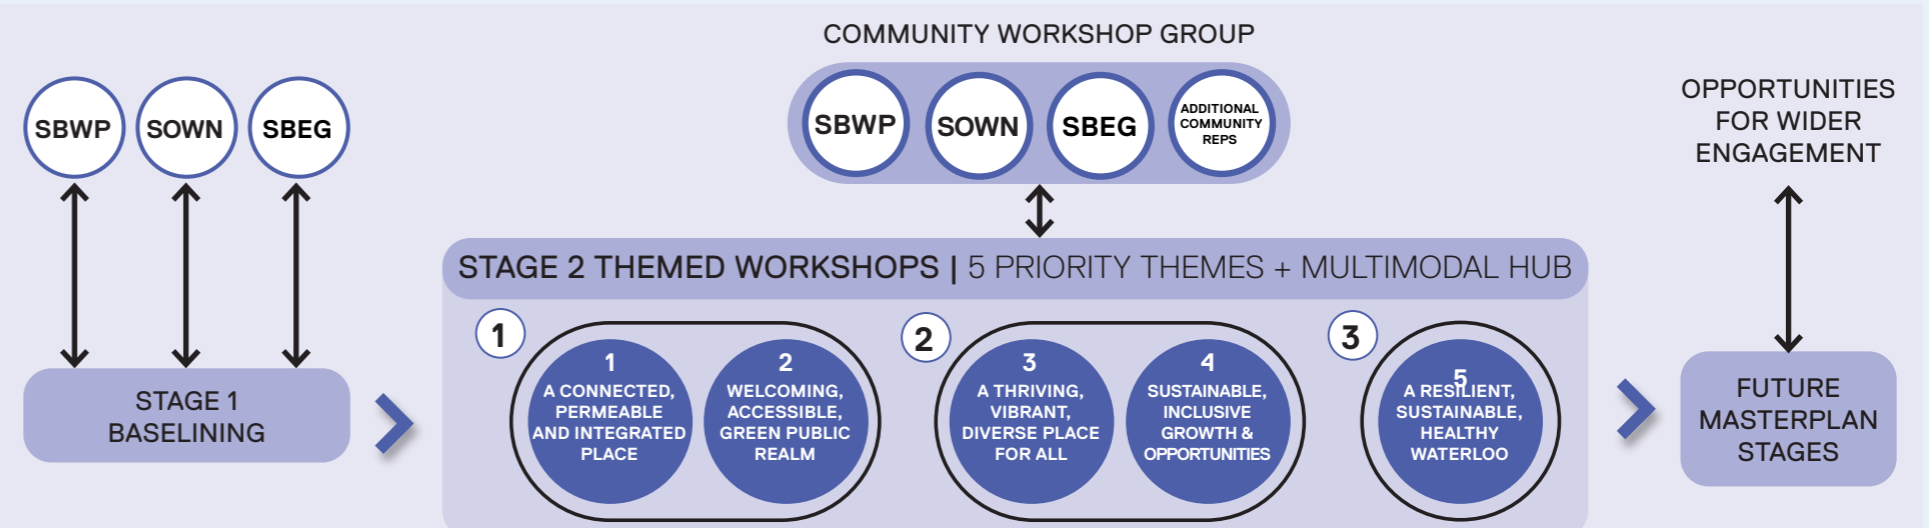 COMMUNITY WORKSHOP GROUP
SBWP
SOWN
SBEG
SBWP
SOWN
SBEG
ADDITIONAL
COMMUNITY
REPS
OPPORTUNITIES
FOR WIDER
ENGAGEMENT
STAGE 2 THEMED WORKSHOPS | 5 PRIORITY THEMES + MULTIMODAL HUB
STAGE 1
BASELINING
1
1
A CONNECTED,
PERMEABLE
AND INTEGRATED
PLACE
2
WELCOMING,
ACCESSIBLE,
GREEN PUBLIC
REALM
2
3
A THRIVING,
VIBRANT,
DIVERSE PLACE
FOR ALL
4
SUSTAINABLE,
INCLUSIVE
GROWTH &
OPPORTUNITIES
3
5
A RESILIENT,
SUSTAINABLE,
HEALTHY
WATERLOO
FUTURE
MASTERPLAN
STAGES